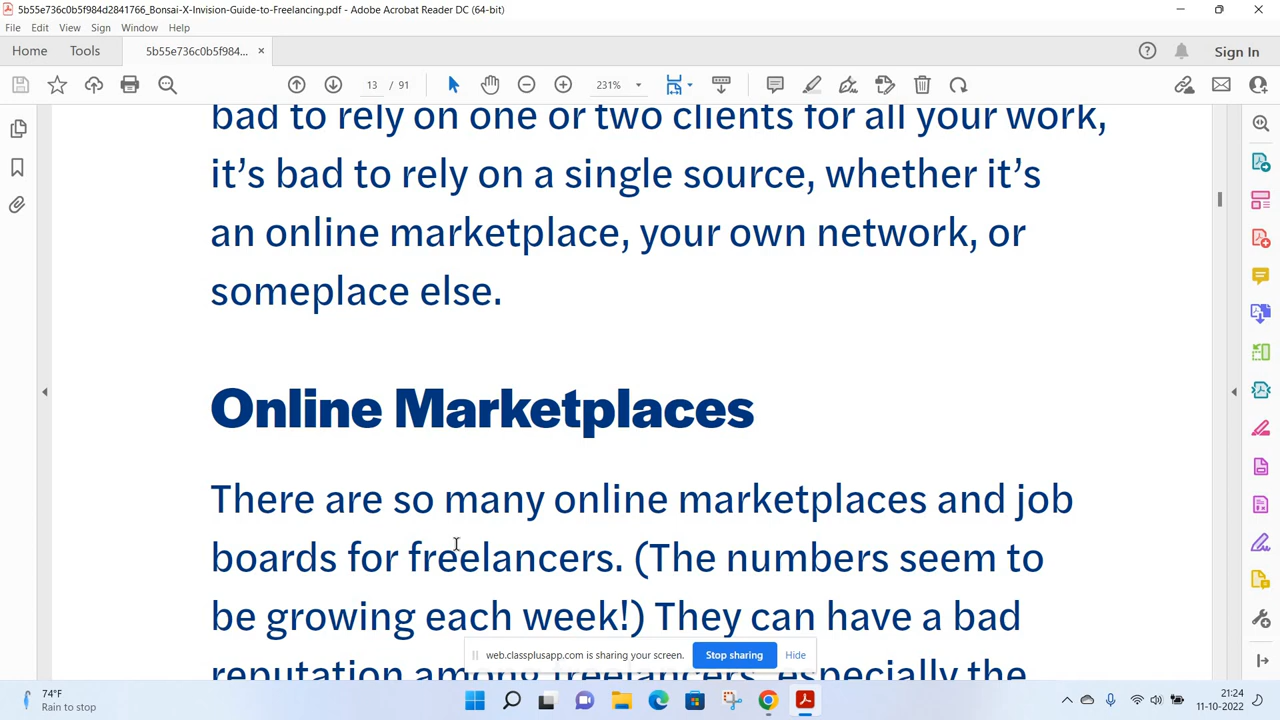 5b55e736c0b5f984d2841766_Bonsai-X-Invision-Guide-to-Freelancing.pdf - Adobe Acrobat Reader DC (64-bit)
File Edit View Sign Window Help
Home Tools 5b55e736c0b5f984... × Sign In
13 / 91 231%
bad to rely on one or two clients for all your work,
it’s bad to rely on a single source, whether it’s
an online marketplace, your own network, or
someplace else.
Online Marketplaces
There are so many online marketplaces and job
boards for freelancers. (The numbers seem to
be growing each week!) They can have a bad
reputation among freelancers, especially the
web.classplusapp.com is sharing your screen. Stop sharing Hide
74°F
Rain to stop
21:24
11-10-2022